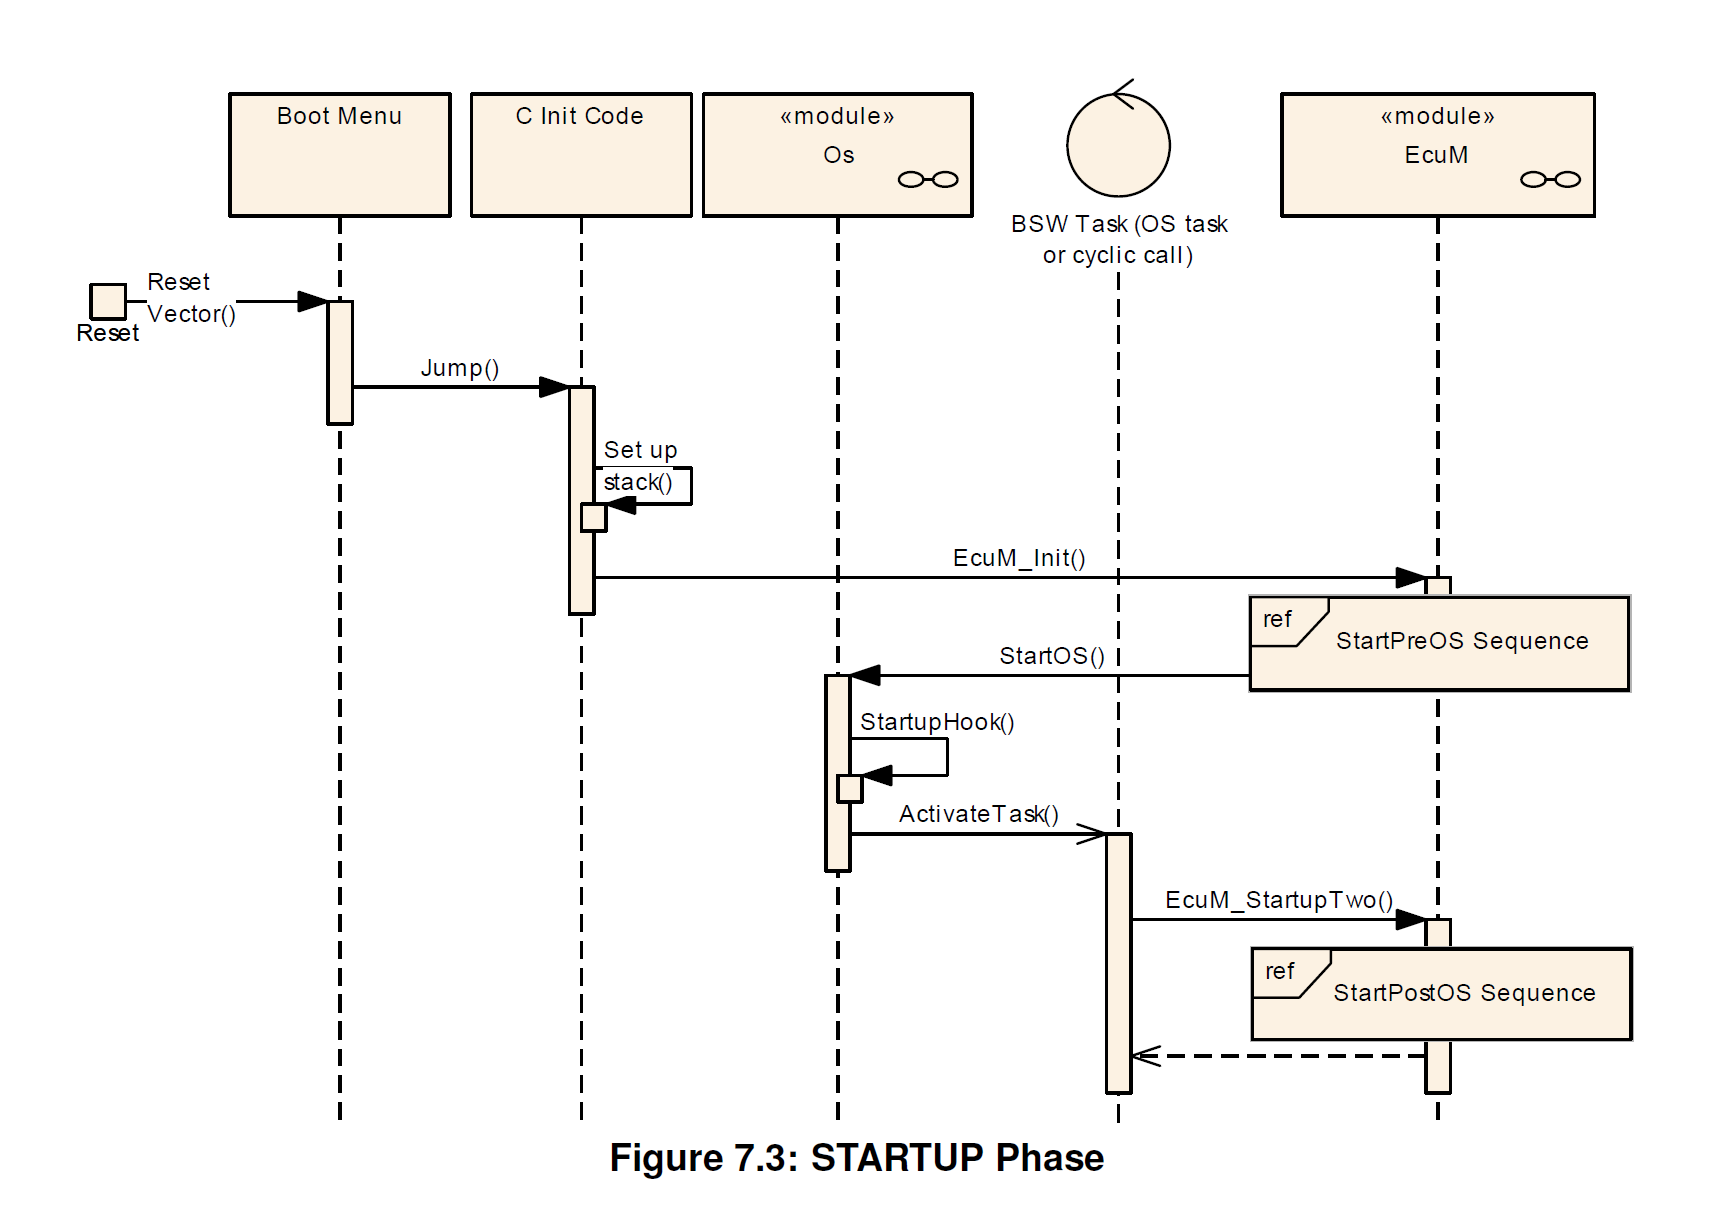 Boot Menu
C Init Code
«module»
Os
BSW Task (OS task
or cyclic call)
«module»
EcuM
Reset
Reset
Vector()
Jump()
Set up
stack()
EcuM_Init()
ref
StartPreOS Sequence
StartOS()
StartupHook()
ActivateTask()
EcuM_StartupTwo()
ref
StartPostOS Sequence
Figure 7.3: STARTUP Phase